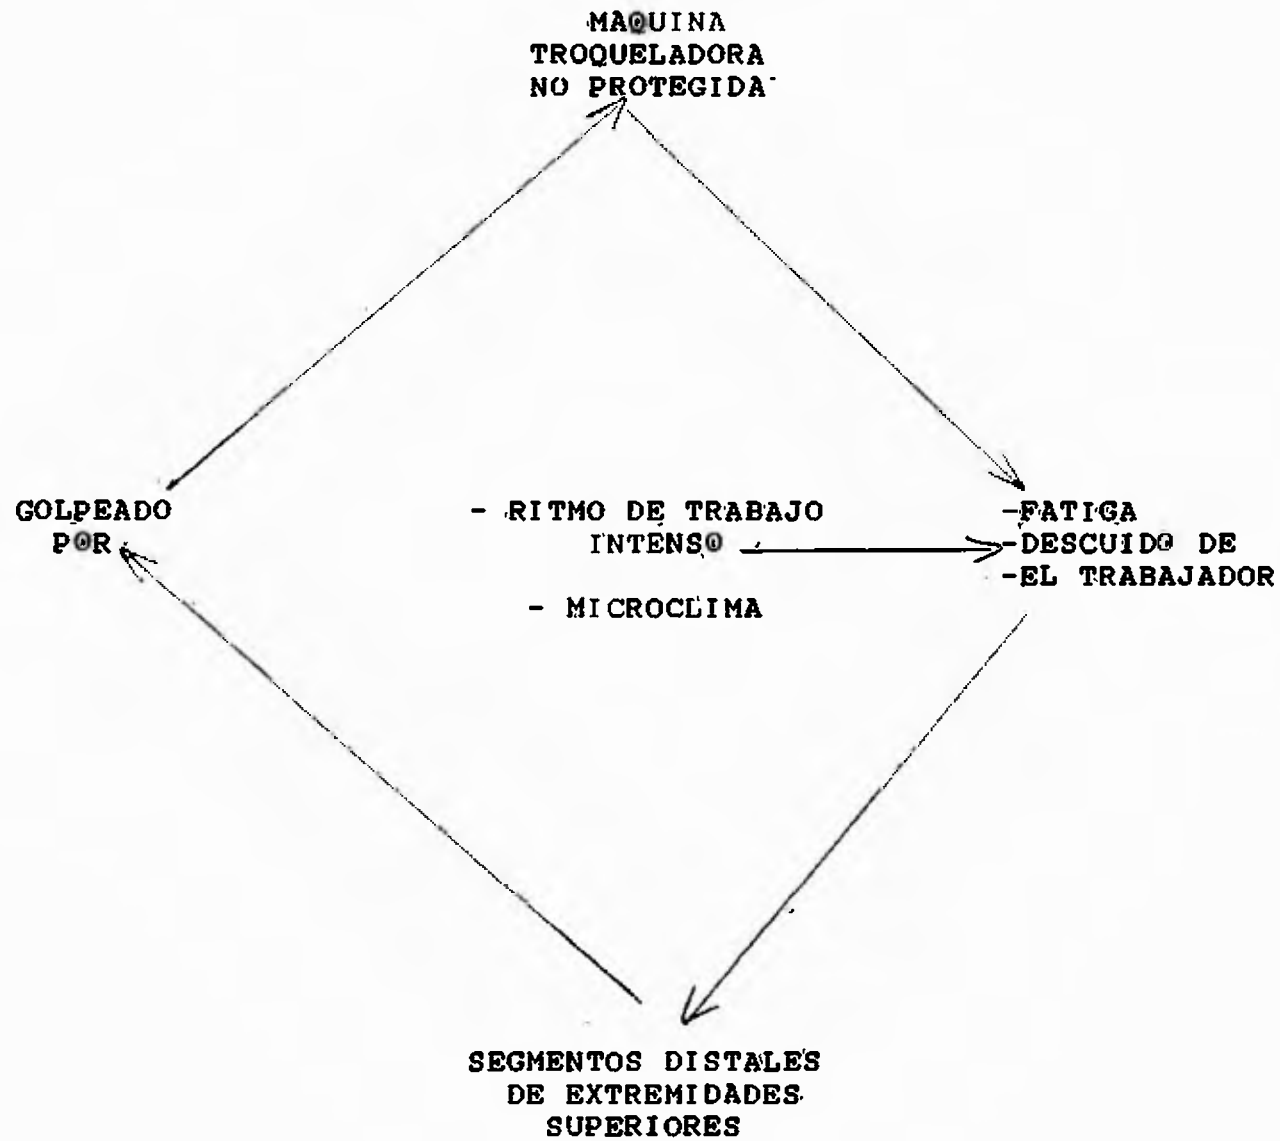 MAQUINA
TROQUELADORA
NO PROTEGIDA
GOLPEADO
POR
- RITMO DE TRABAJO
INTENSO
- MICROCLIMA
-FATIGA
-DESCUIDO DE
-EL TRABAJADOR
SEGMENTOS DISTALES
DE EXTREMIDADES
SUPERIORES